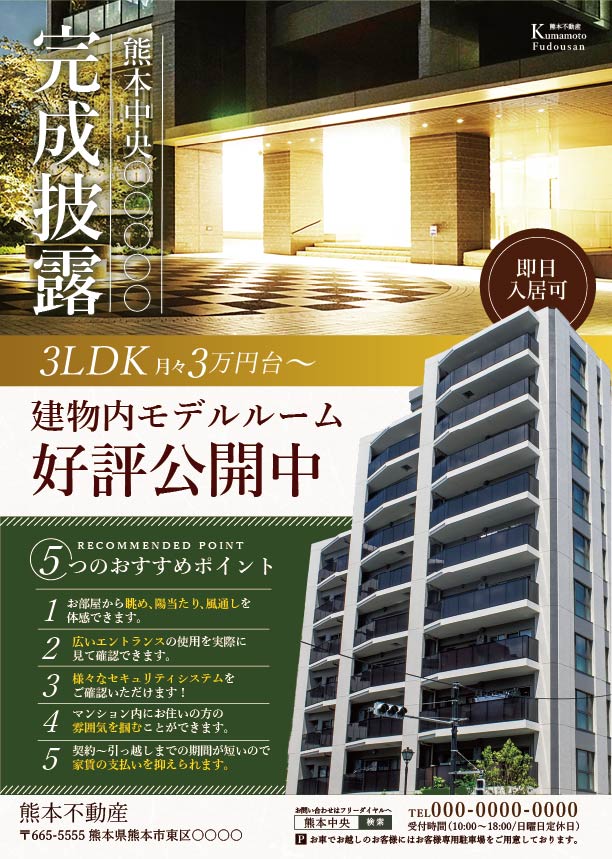 熊本不動産
Kumamoto
Fudousan
熊本中央〇〇〇〇〇
完成披露
即日
入居可
3LDK 月々3万円台〜
建物内モデルルーム
好評公開中
RECOMMENDED POINT
5つのおすすめポイント
1 お部屋から眺め、陽当たり、風通しを
体感できます。
2 広いエントランスの使用を実際に
見て確認できます。
3 様々なセキュリティシステムを
ご確認いただけます！
4 マンション内にお住いの方の
雰囲気を掴むことができます。
5 契約〜引っ越しまでの期間が短いので
家賃の支払いを抑えられます。
熊本不動産
〒665-5555 熊本県熊本市東区〇〇〇〇
お問い合わせはフリーダイヤルへ
熊本中央 検索
TEL000-0000-0000
受付時間（10:00〜18:00/日曜日定休日）
P お車でお越しのお客様にはお客様専用駐車場をご用意しております。